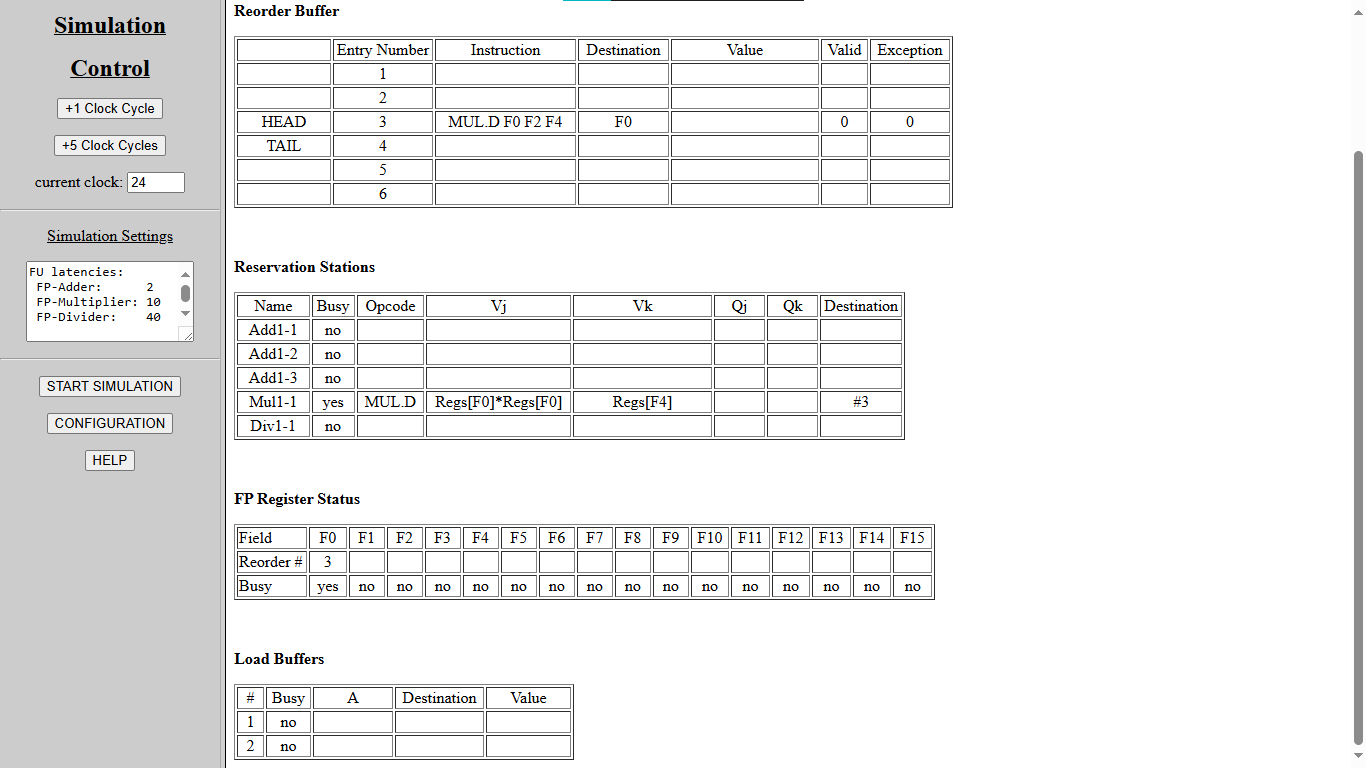 Simulation
Control
+1 Clock Cycle
+5 Clock Cycles
current clock: 24
Simulation Settings
FU latencies:
FP-Adder: 2
FP-Multiplier: 10
FP-Divider: 40
START SIMULATION
CONFIGURATION
HELP
Reorder Buffer
Entry Number Instruction Destination Value Valid Exception
1
2
HEAD 3 MUL.D F0 F2 F4 F0 0 0
TAIL 4
5
6
Reservation Stations
Name Busy Opcode Vj Vk Qj Qk Destination
Add1-1 no
Add1-2 no
Add1-3 no
Mul1-1 yes MUL.D Regs[F0]*Regs[F0] Regs[F4] #3
Div1-1 no
FP Register Status
Field F0 F1 F2 F3 F4 F5 F6 F7 F8 F9 F10 F11 F12 F13 F14 F15
Reorder # 3
Busy yes no no no no no no no no no no no no no no no
Load Buffers
# Busy A Destination Value
1 no
2 no